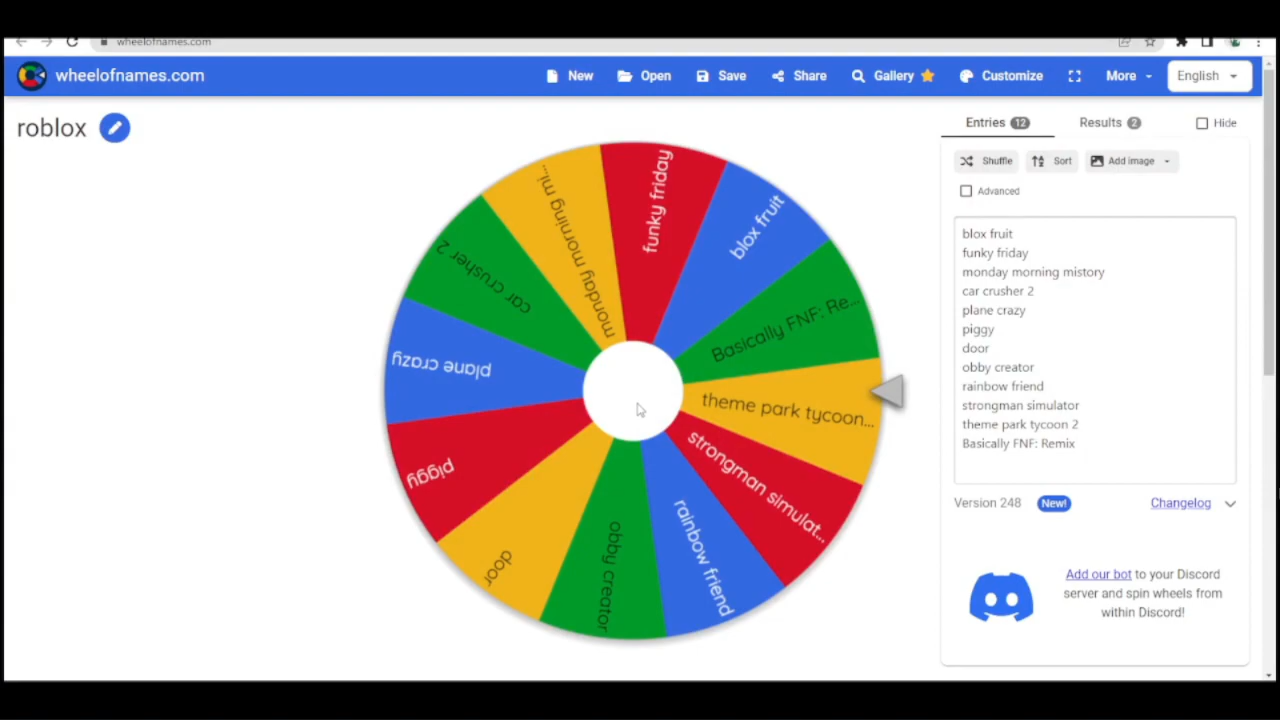 wheelofnames.com
wheelofnames.com
New
Open
Save
Share
Gallery
Customize
More
English
roblox
Entries 12
Results 2
Hide
Shuffle
Sort
Add image
Advanced
funky friday
blox fruit
Basically FNF: Re...
theme park tycoon...
strongman simulat...
rainbow friend
obby creator
door
piggy
plane crazy
car crusher 2
monday morning mi...
blox fruit
funky friday
monday morning mistory
car crusher 2
plane crazy
piggy
door
obby creator
rainbow friend
strongman simulator
theme park tycoon 2
Basically FNF: Remix
Version 248
New!
Changelog
Add our bot to your Discord
server and spin wheels from
within Discord!